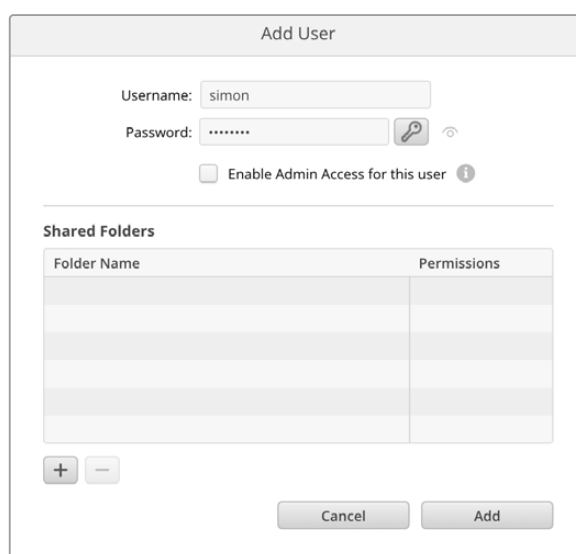 Add User
Username: simon
Password: ••••••••
Enable Admin Access for this user i
Shared Folders
Folder Name Permissions
+ −
Cancel Add